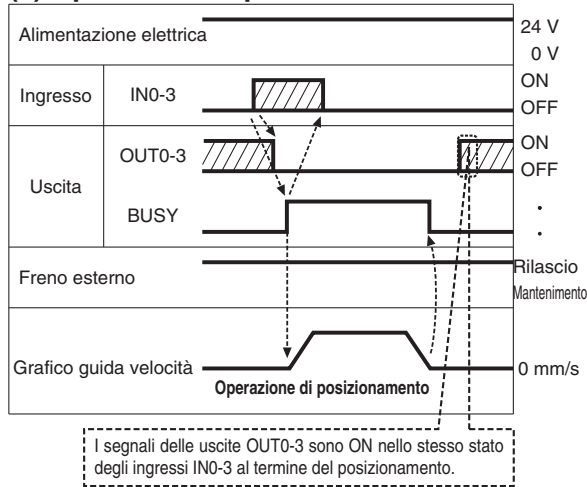 Alimentazione elettrica
24 V
0 V
Ingresso
IN0-3
ON
OFF
Uscita
OUT0-3
ON
OFF
BUSY
Freno esterno
Rilascio
Mantenimento
Grafico guida velocità
0 mm/s
Operazione di posizionamento
I segnali delle uscite OUT0-3 sono ON nello stesso stato
degli ingressi IN0-3 al termine del posizionamento.